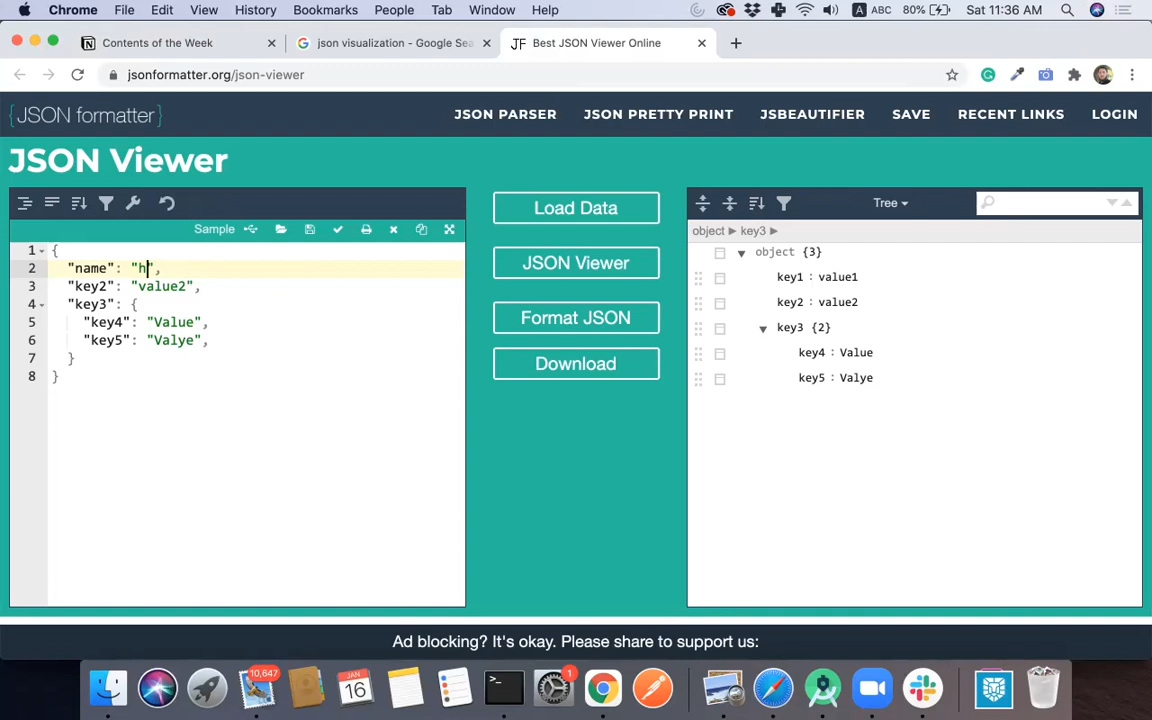 Chrome File Edit View History Bookmarks People Tab Window Help A ABC 80% Sat 11:36 AM
Contents of the Week json visualization - Google Sea Best JSON Viewer Online
jsonformatter.org/json-viewer
{JSON formatter} JSON PARSER JSON PRETTY PRINT JSBEAUTIFIER SAVE RECENT LINKS LOGIN
JSON Viewer
Sample
1 {
2 "name": "h",
3 "key2": "value2",
4 "key3": {
5 "key4": "Value",
6 "key5": "Valye",
7 }
8 }
Load Data
JSON Viewer
Format JSON
Download
Tree
object key3
object {3}
key1 : value1
key2 : value2
key3 {2}
key4 : Value
key5 : Valye
Ad blocking? It's okay. Please share to support us:
10,647
JAN
16
>_
1